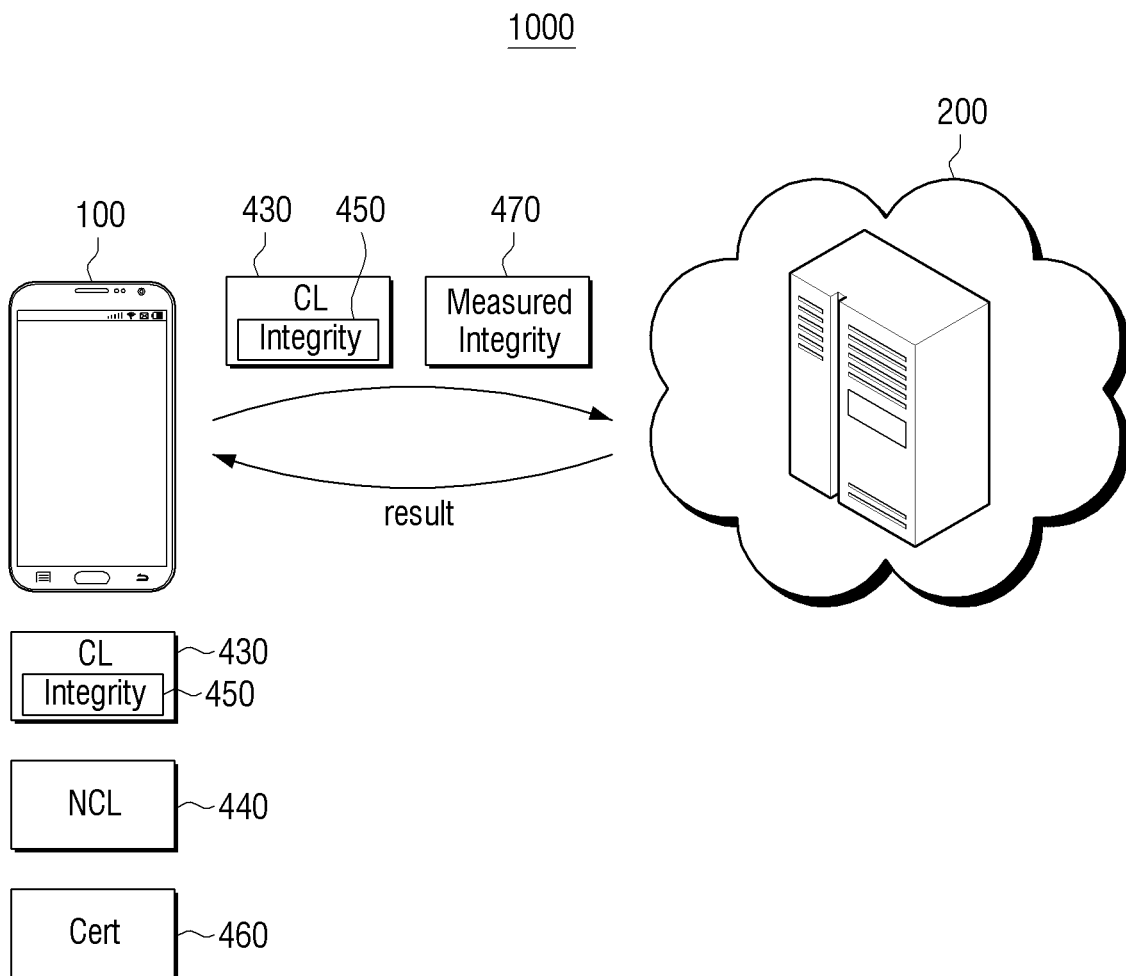 1000
200
100
430
450
470
CL
Integrity
Measured
Integrity
result
CL
430
Integrity
450
NCL
440
Cert
460